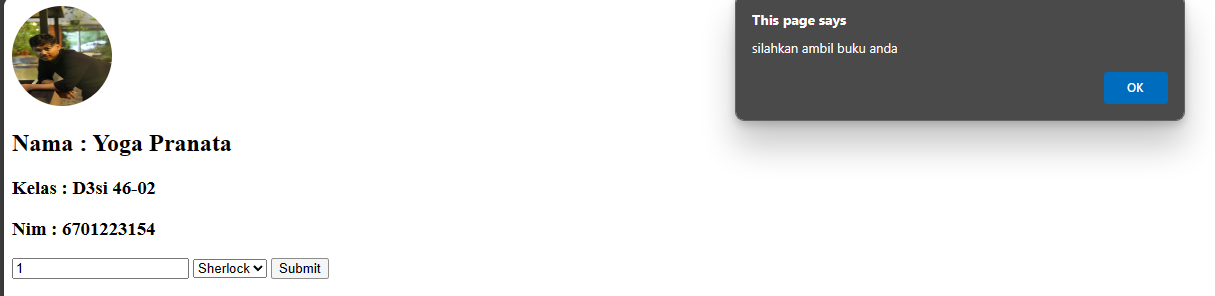 This page says
silahkan ambil buku anda
OK
Nama : Yoga Pranata
Kelas : D3si 46-02
Nim : 6701223154
1 Sherlock Submit